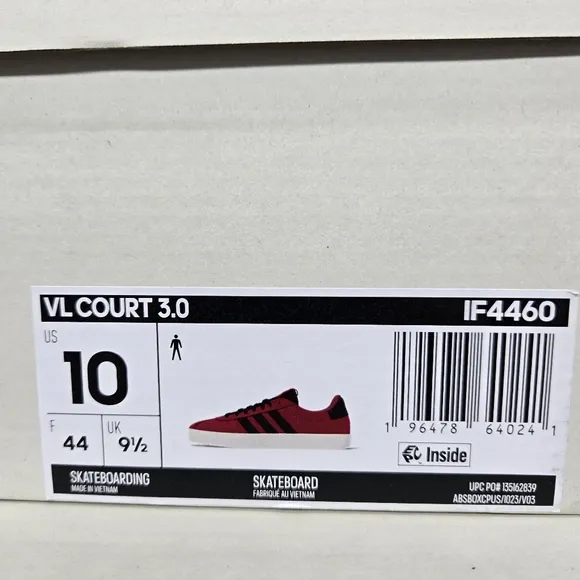 VL COURT 3.0 IF4460
US
10
F
44
UK
9½
1 96478 64024 1
Inside
SKATEBOARDING
MADE IN VIETNAM
SKATEBOARD
FABRIQUÉ AU VIETNAM
UPC PO# 135162839
ABSBOXCPUS/1023/V03